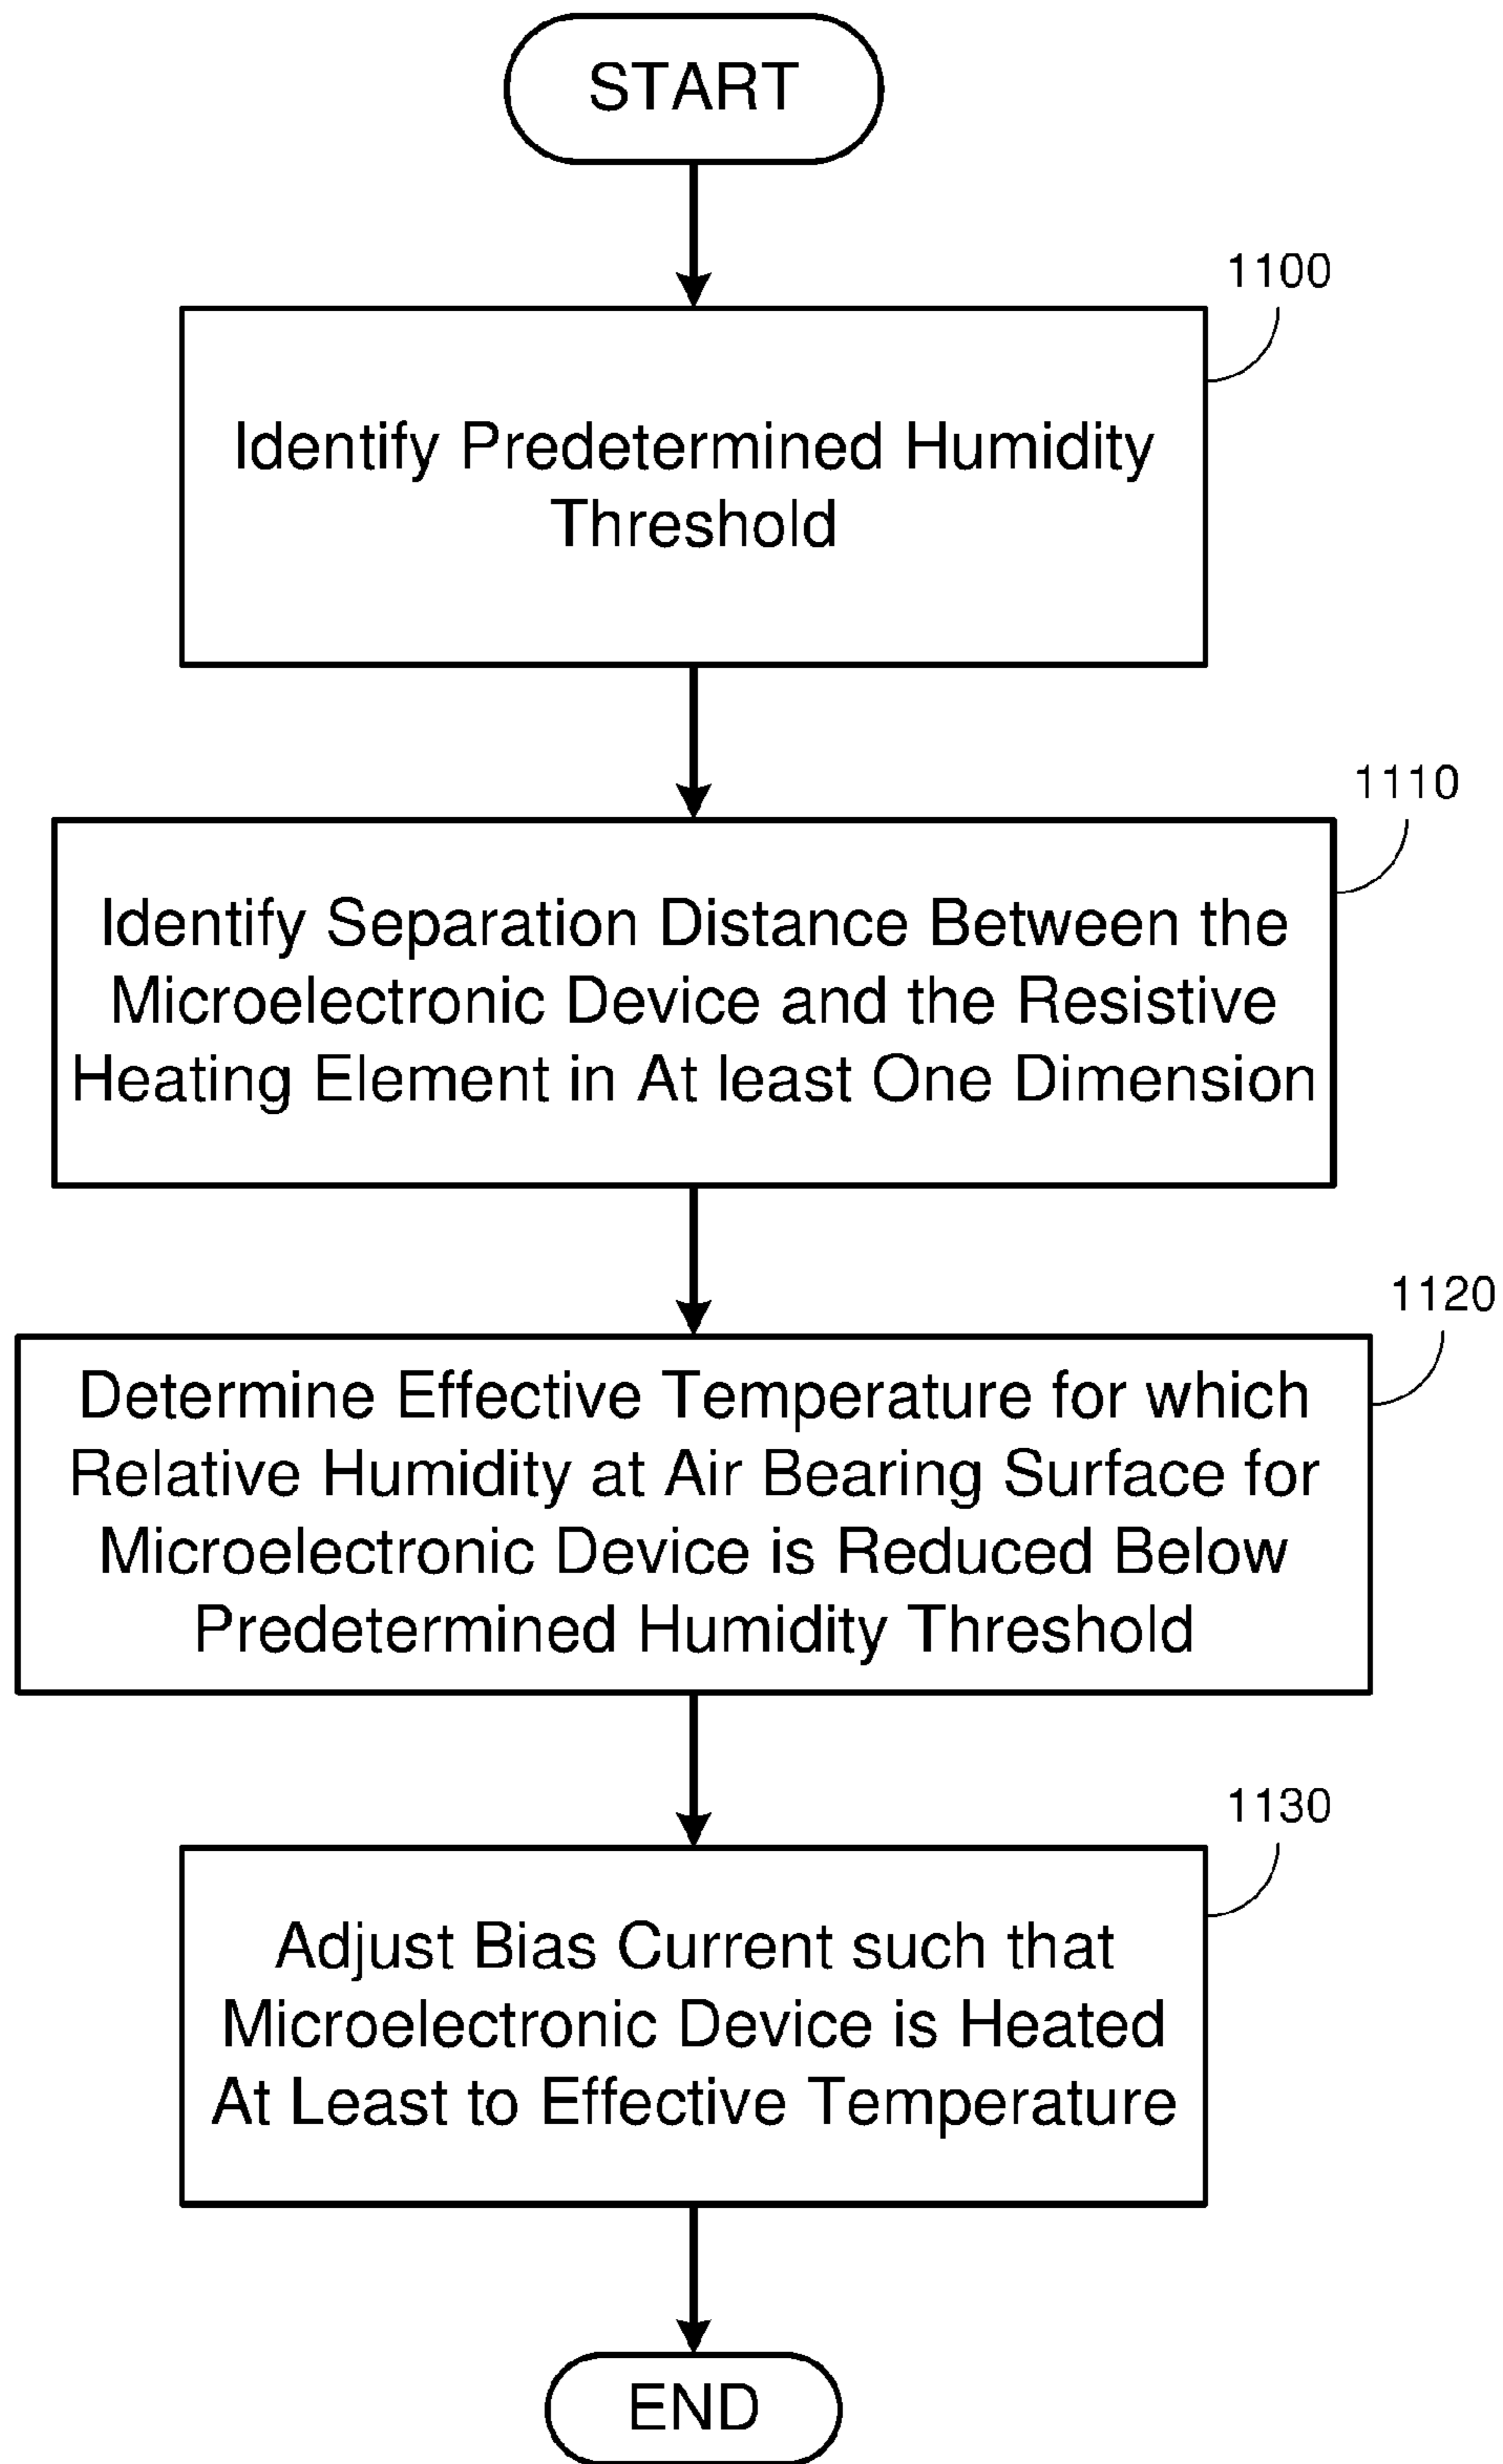 START
1100
Identify Predetermined Humidity
Threshold
1110
Identify Separation Distance Between the
Microelectronic Device and the Resistive
Heating Element in At least One Dimension
1120
Determine Effective Temperature for which
Relative Humidity at Air Bearing Surface for
Microelectronic Device is Reduced Below
Predetermined Humidity Threshold
1130
Adjust Bias Current such that
Microelectronic Device is Heated
At Least to Effective Temperature
END